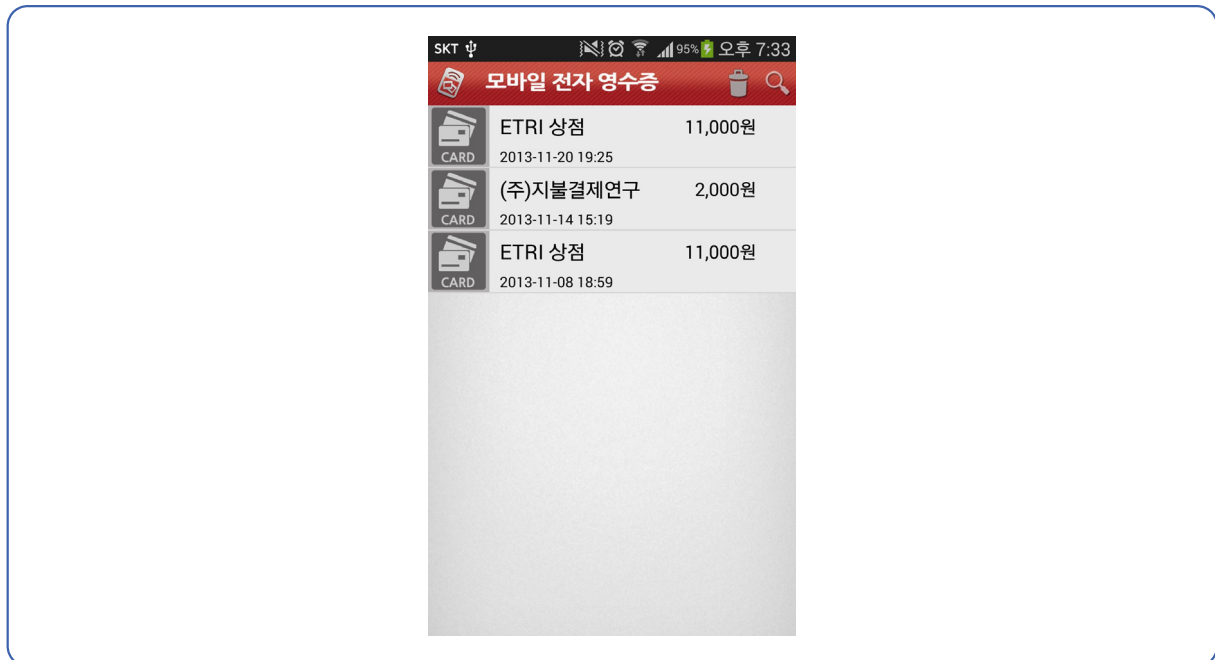 SKT 95% 오후 7:33
모바일 전자 영수증
ETRI 상점 11,000원
CARD 2013-11-20 19:25
(주)지불결제연구 2,000원
CARD 2013-11-14 15:19
ETRI 상점 11,000원
CARD 2013-11-08 18:59